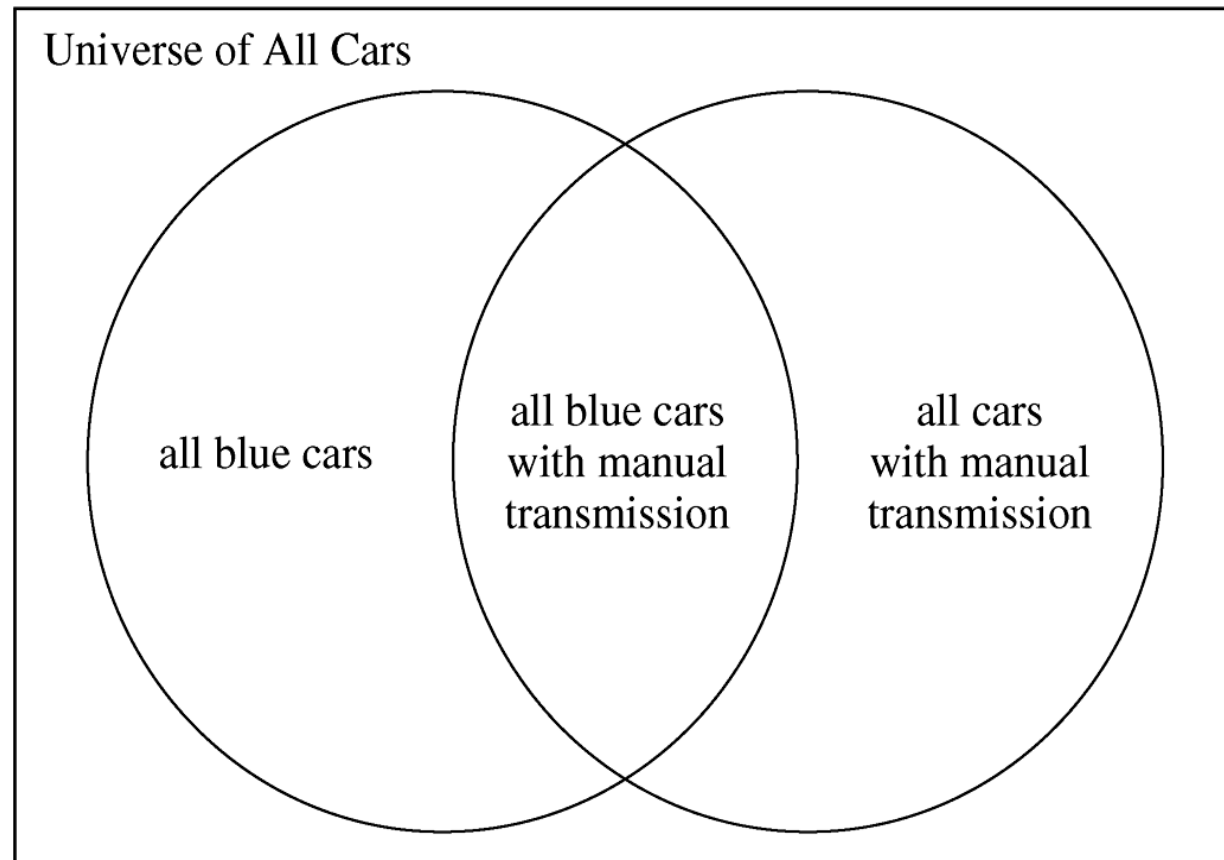 Universe of All Cars
all blue cars
all blue cars
with manual
transmission
all cars
with manual
transmission